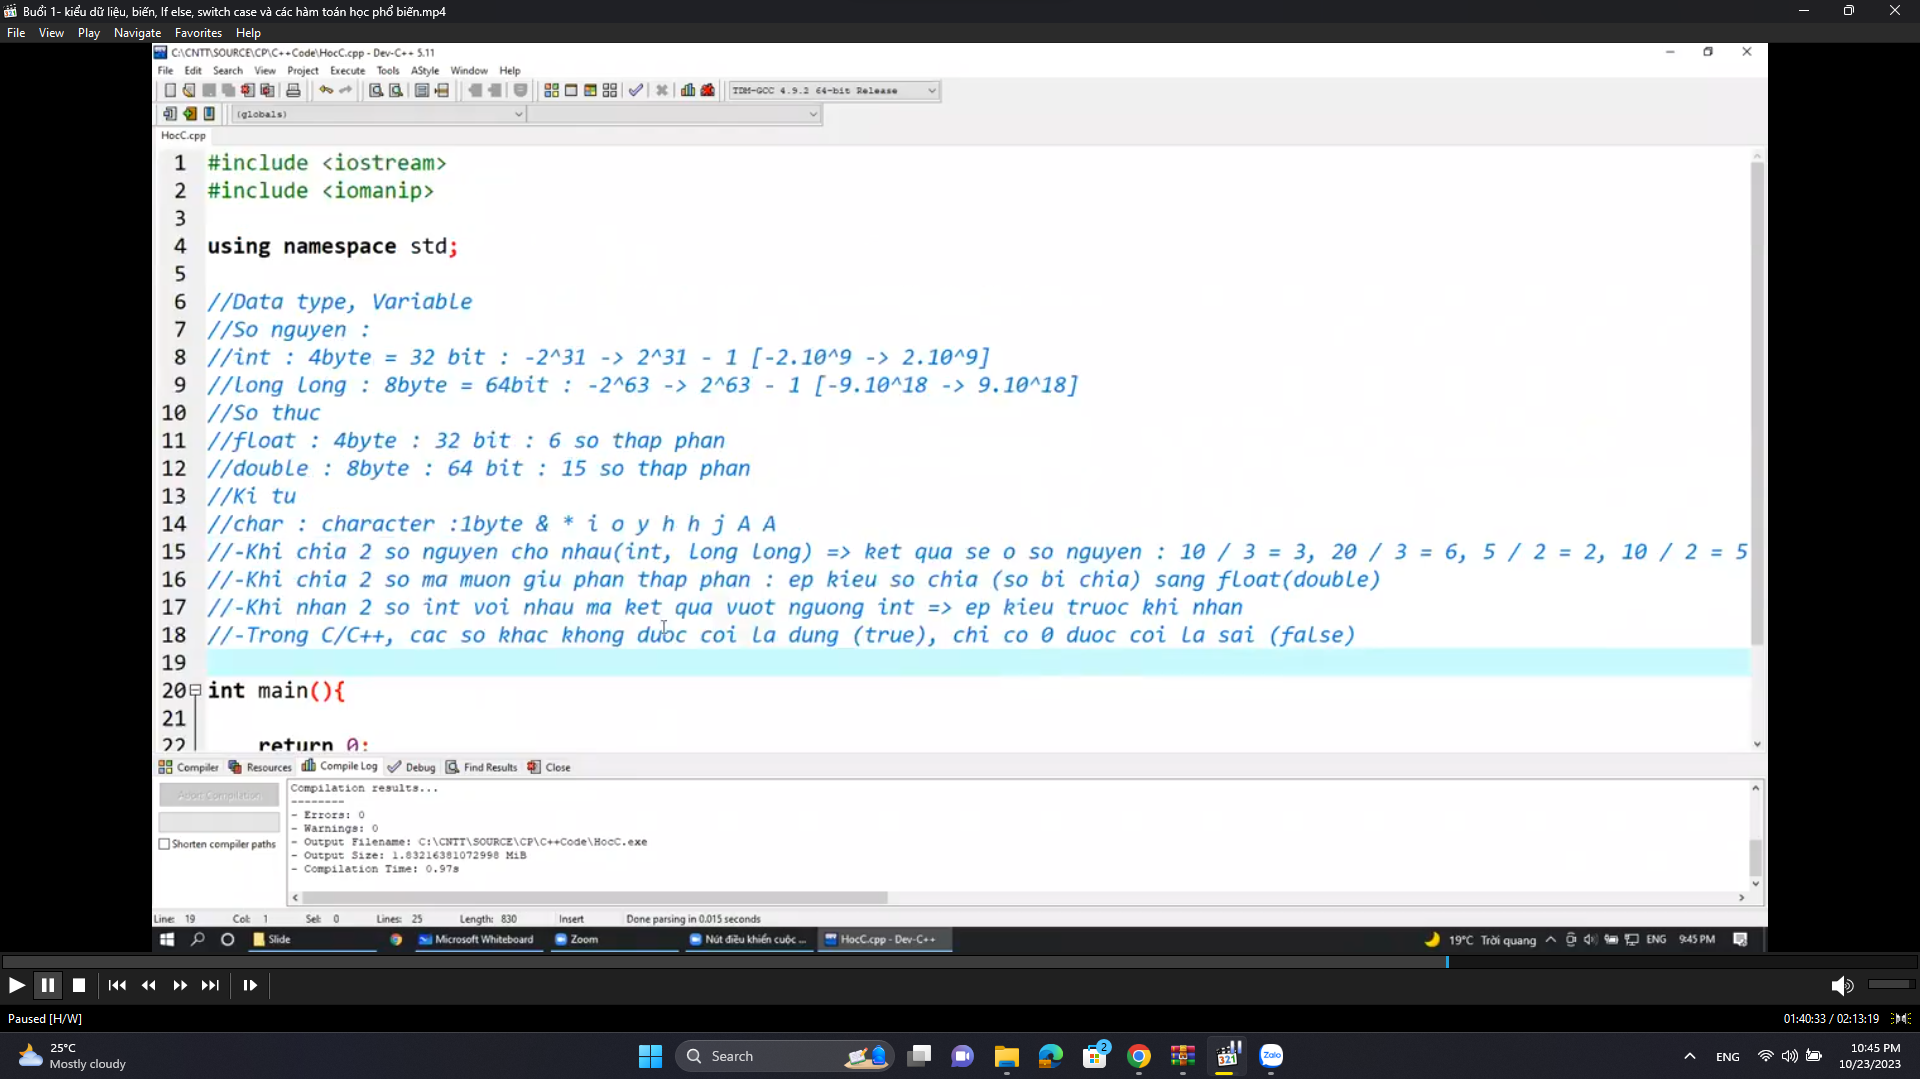 Buổi 1- kiểu dữ liệu, biến, If else, switch case và các hàm toán học phổ biến.mp4
File View Play Navigate Favorites Help
C:\CNTT\SOURCE\CP\C++Code\HocC.cpp - Dev-C++ 5.11
File Edit Search View Project Execute Tools AStyle Window Help
TDM-GCC 4.9.2 64-bit Release
(globals)
HocC.cpp
1 #include <iostream>
2 #include <iomanip>
3
4 using namespace std;
5
6 //Data type, Variable
7 //So nguyen :
8 //int : 4byte = 32 bit : -2^31 -> 2^31 - 1 [-2.10^9 -> 2.10^9]
9 //long long : 8byte = 64bit : -2^63 -> 2^63 - 1 [-9.10^18 -> 9.10^18]
10 //So thuc
11 //float : 4byte : 32 bit : 6 so thap phan
12 //double : 8byte : 64 bit : 15 so thap phan
13 //Ki tu
14 //char : character :1byte & * i o y h h j A A
15 //-Khi chia 2 so nguyen cho nhau(int, long long) => ket qua se o so nguyen : 10 / 3 = 3, 20 / 3 = 6, 5 / 2 = 2, 10 / 2 = 5
16 //-Khi chia 2 so ma muon giu phan thap phan : ep kieu so chia (so bi chia) sang float(double)
17 //-Khi nhan 2 so int voi nhau ma ket qua vuot nguong int => ep kieu truoc khi nhan
18 //-Trong C/C++, cac so khac khong duoc coi la dung (true), chi co 0 duoc coi la sai (false)
19
20 int main(){
21
22 return 0;
Compiler Resources Compile Log Debug Find Results Close
Abort Compilation
Shorten compiler paths
Compilation results...
--------
- Errors: 0
- Warnings: 0
- Output Filename: C:\CNTT\SOURCE\CP\C++Code\HocC.exe
- Output Size: 1.83216381072998 MiB
- Compilation Time: 0.97s
Line: 19 Col: 1 Sel: 0 Lines: 25 Length: 830 Insert Done parsing in 0.015 seconds
Slide Microsoft Whiteboard Zoom Nút điều khiển cuộc ... HocC.cpp - Dev-C++ 19°C Trời quang ENG 9:45 PM
Paused [H/W] 01:40:33 / 02:13:19
25°C
Mostly cloudy
Search
2
321
Zalo
ENG
10:45 PM
10/23/2023